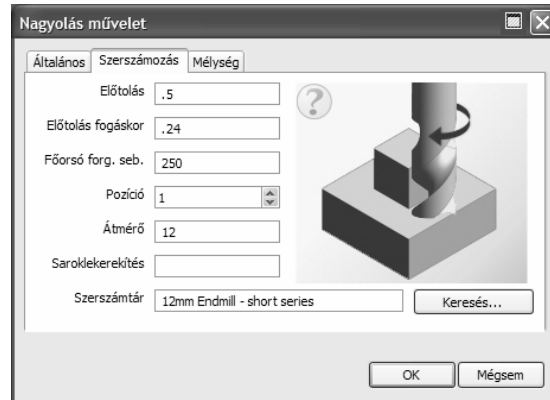 Nagyolás művelet
Általános Szerszámozás Mélység
Előtolás .5
Előtolás fogáskor .24
Főorsó forg. seb. 250
Pozíció 1
Átmérő 12
Saroklekerekítés
Szerszámtár 12mm Endmill - short series Keresés...
OK Mégsem